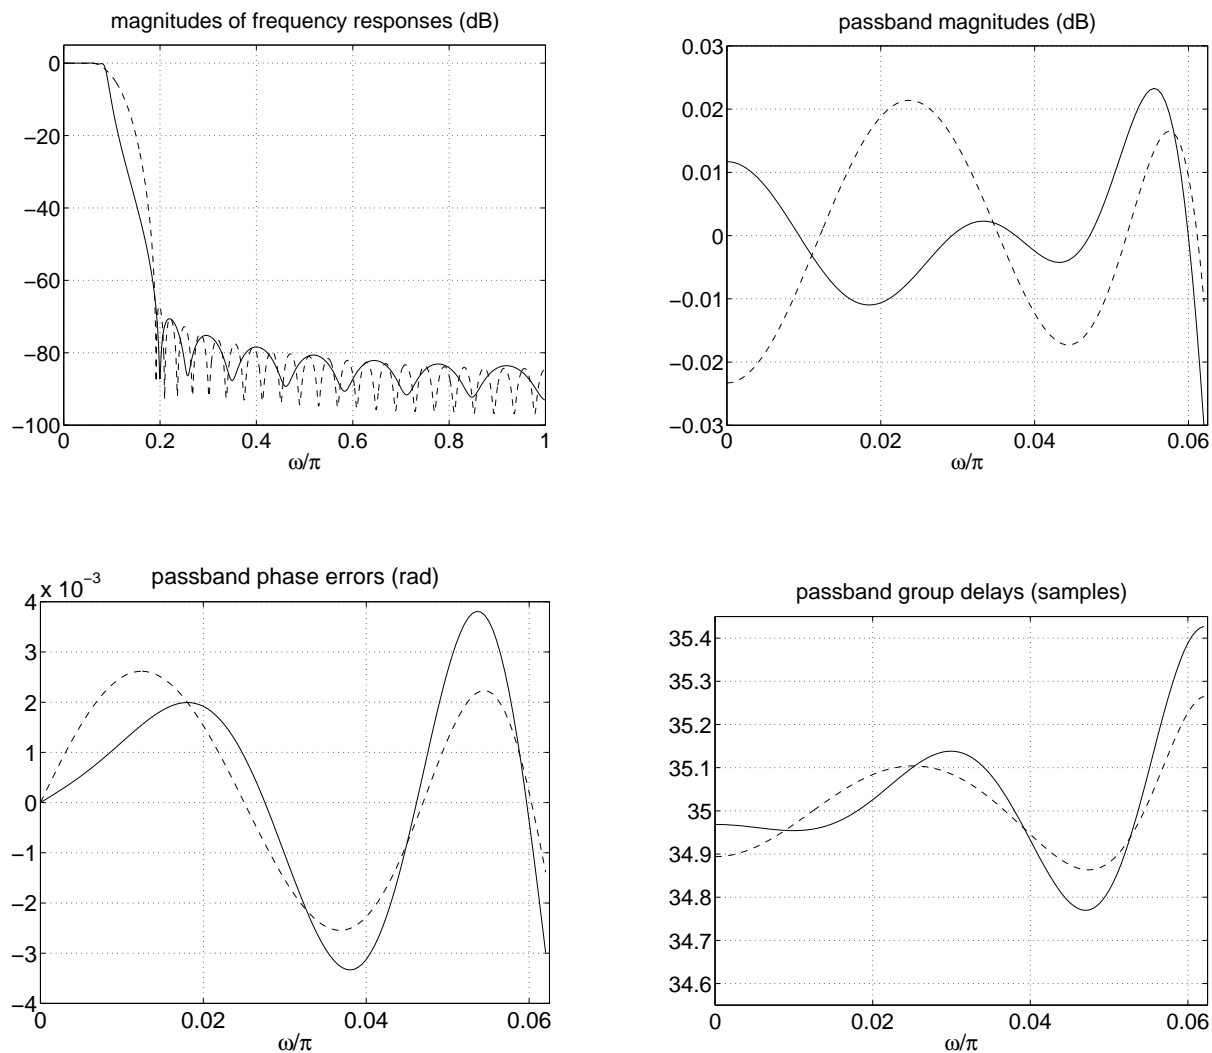 magnitudes of frequency responses (dB)
0
−20
−40
−60
−80
−100
0 0.2 0.4 0.6 0.8 1
ω/π
passband magnitudes (dB)
0.03
0.02
0.01
0
−0.01
−0.02
−0.03
0 0.02 0.04 0.06
ω/π
passband phase errors (rad)
x 10−3
4
3
2
1
0
−1
−2
−3
−4
0 0.02 0.04 0.06
ω/π
passband group delays (samples)
35.4
35.3
35.2
35.1
35
34.9
34.8
34.7
34.6
0 0.02 0.04 0.06
ω/π